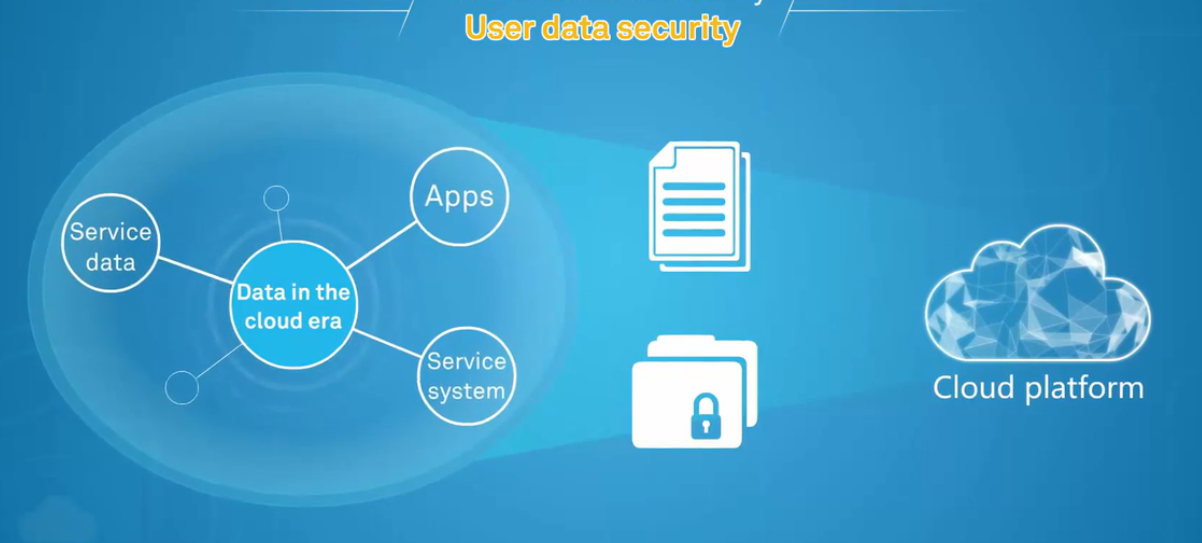 User data security
Apps
Service
data
Data in the
cloud era
Service
system
Cloud platform